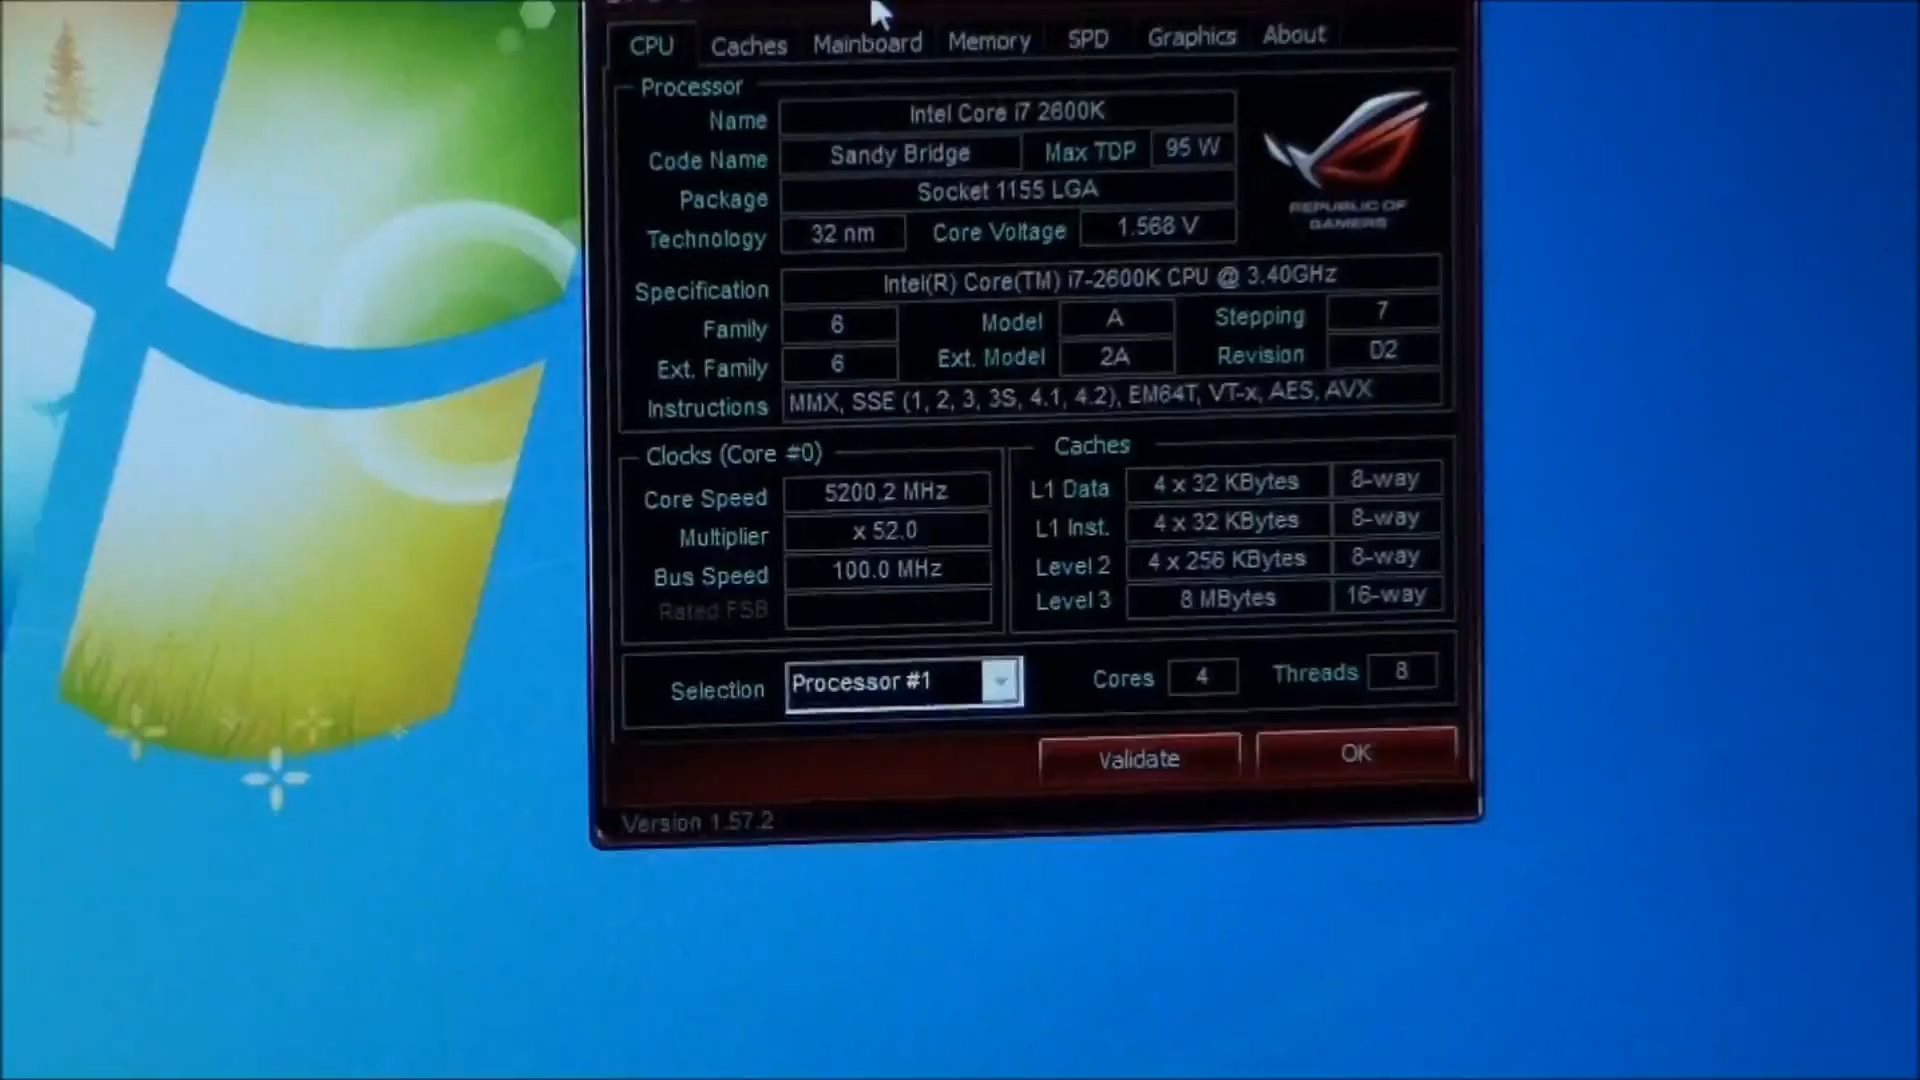 CPU Caches Mainboard Memory SPD Graphics About
Processor
Name Intel Core i7 2600K
Code Name Sandy Bridge Max TDP 95 W
Package Socket 1155 LGA
Technology 32 nm Core Voltage 1.568 V
REPUBLIC OF
GAMERS
Specification Intel(R) Core(TM) i7-2600K CPU @ 3.40GHz
Family 6 Model A Stepping 7
Ext. Family 6 Ext. Model 2A Revision D2
Instructions MMX, SSE (1, 2, 3, 3S, 4.1, 4.2), EM64T, VT-x, AES, AVX
Clocks (Core #0)
Core Speed 5200.2 MHz
Multiplier x 52.0
Bus Speed 100.0 MHz
Rated FSB
Caches
L1 Data 4 x 32 KBytes 8-way
L1 Inst. 4 x 32 KBytes 8-way
Level 2 4 x 256 KBytes 8-way
Level 3 8 MBytes 16-way
Selection Processor #1 Cores 4 Threads 8
Validate OK
Version 1.57.2